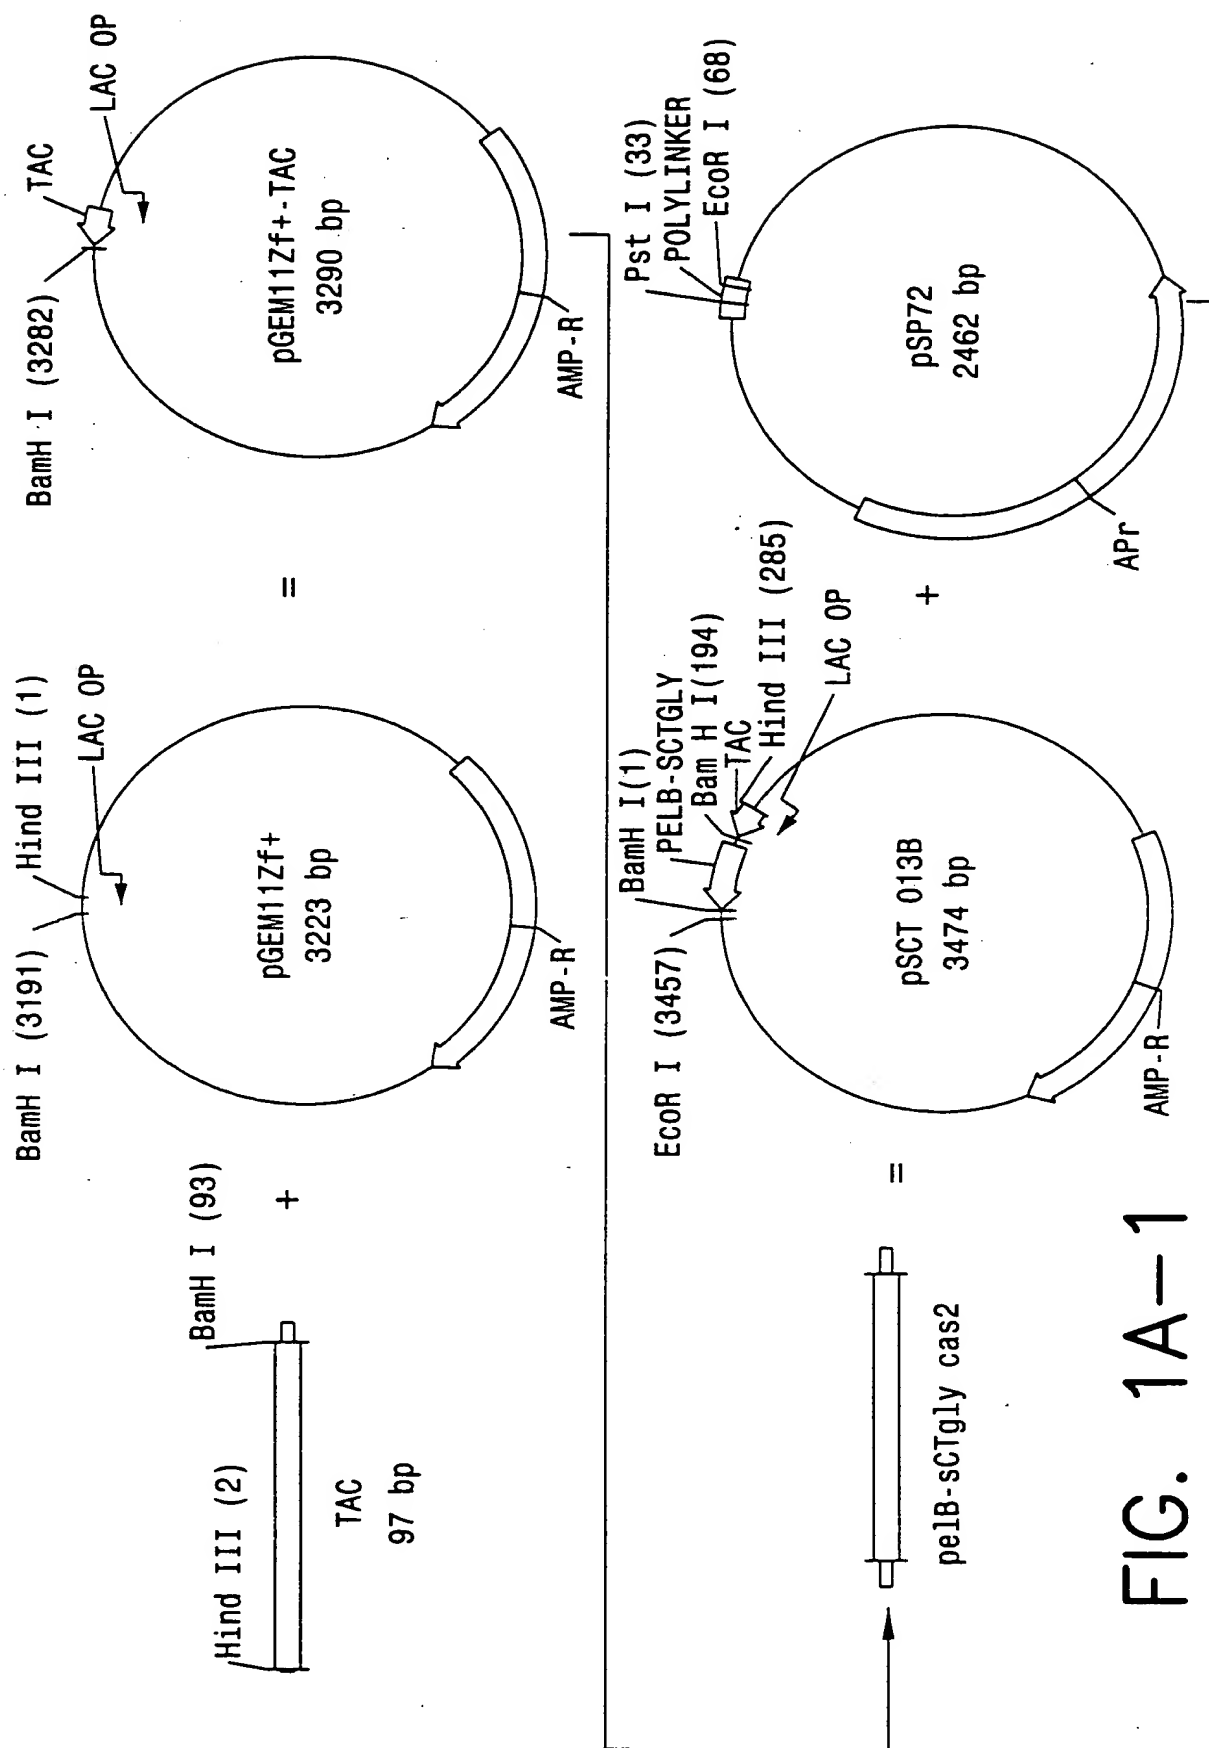 Hind III (2)
BamH I (93)
TAC
97 bp
+
BamH I (3191)
Hind III (1)
LAC OP
pGEM11Zf+
3223 bp
AMP-R
=
BamH I (3282)
TAC
LAC OP
pGEM11Zf+-TAC
3290 bp
AMP-R
pelB-sCTgly cas2
=
EcoR I (3457)
BamH I(1)
PELB-SCTGLY
Bam H I(194)
TAC
Hind III (285)
LAC OP
pSCT 013B
3474 bp
AMP-R
+
Pst I (33)
POLYLINKER
EcoR I (68)
pSP72
2462 bp
APr
FIG. 1A-1